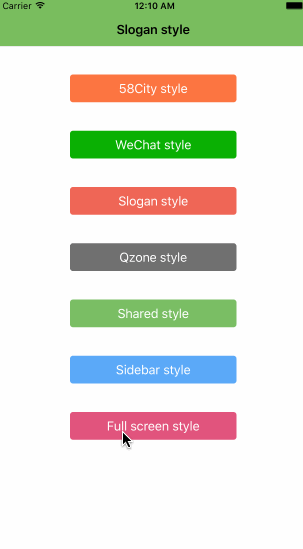 Carrier 12:10 AM
Slogan style
58City style
WeChat style
Slogan style
Qzone style
Shared style
Sidebar style
Full screen style